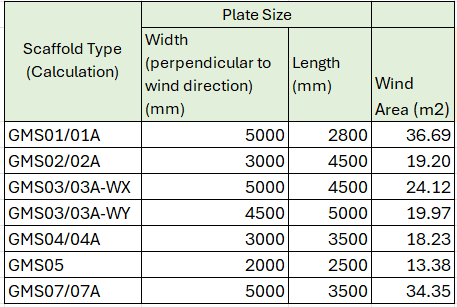 Plate Size
Scaffold Type
(Calculation)
Width
(perpendicular to
wind direction)
(mm)
Length
(mm)
Wind
Area (m2)
GMS01/01A 5000 2800 36.69
GMS02/02A 3000 4500 19.20
GMS03/03A-WX 5000 4500 24.12
GMS03/03A-WY 4500 5000 19.97
GMS04/04A 3000 3500 18.23
GMS05 2000 2500 13.38
GMS07/07A 5000 3500 34.35